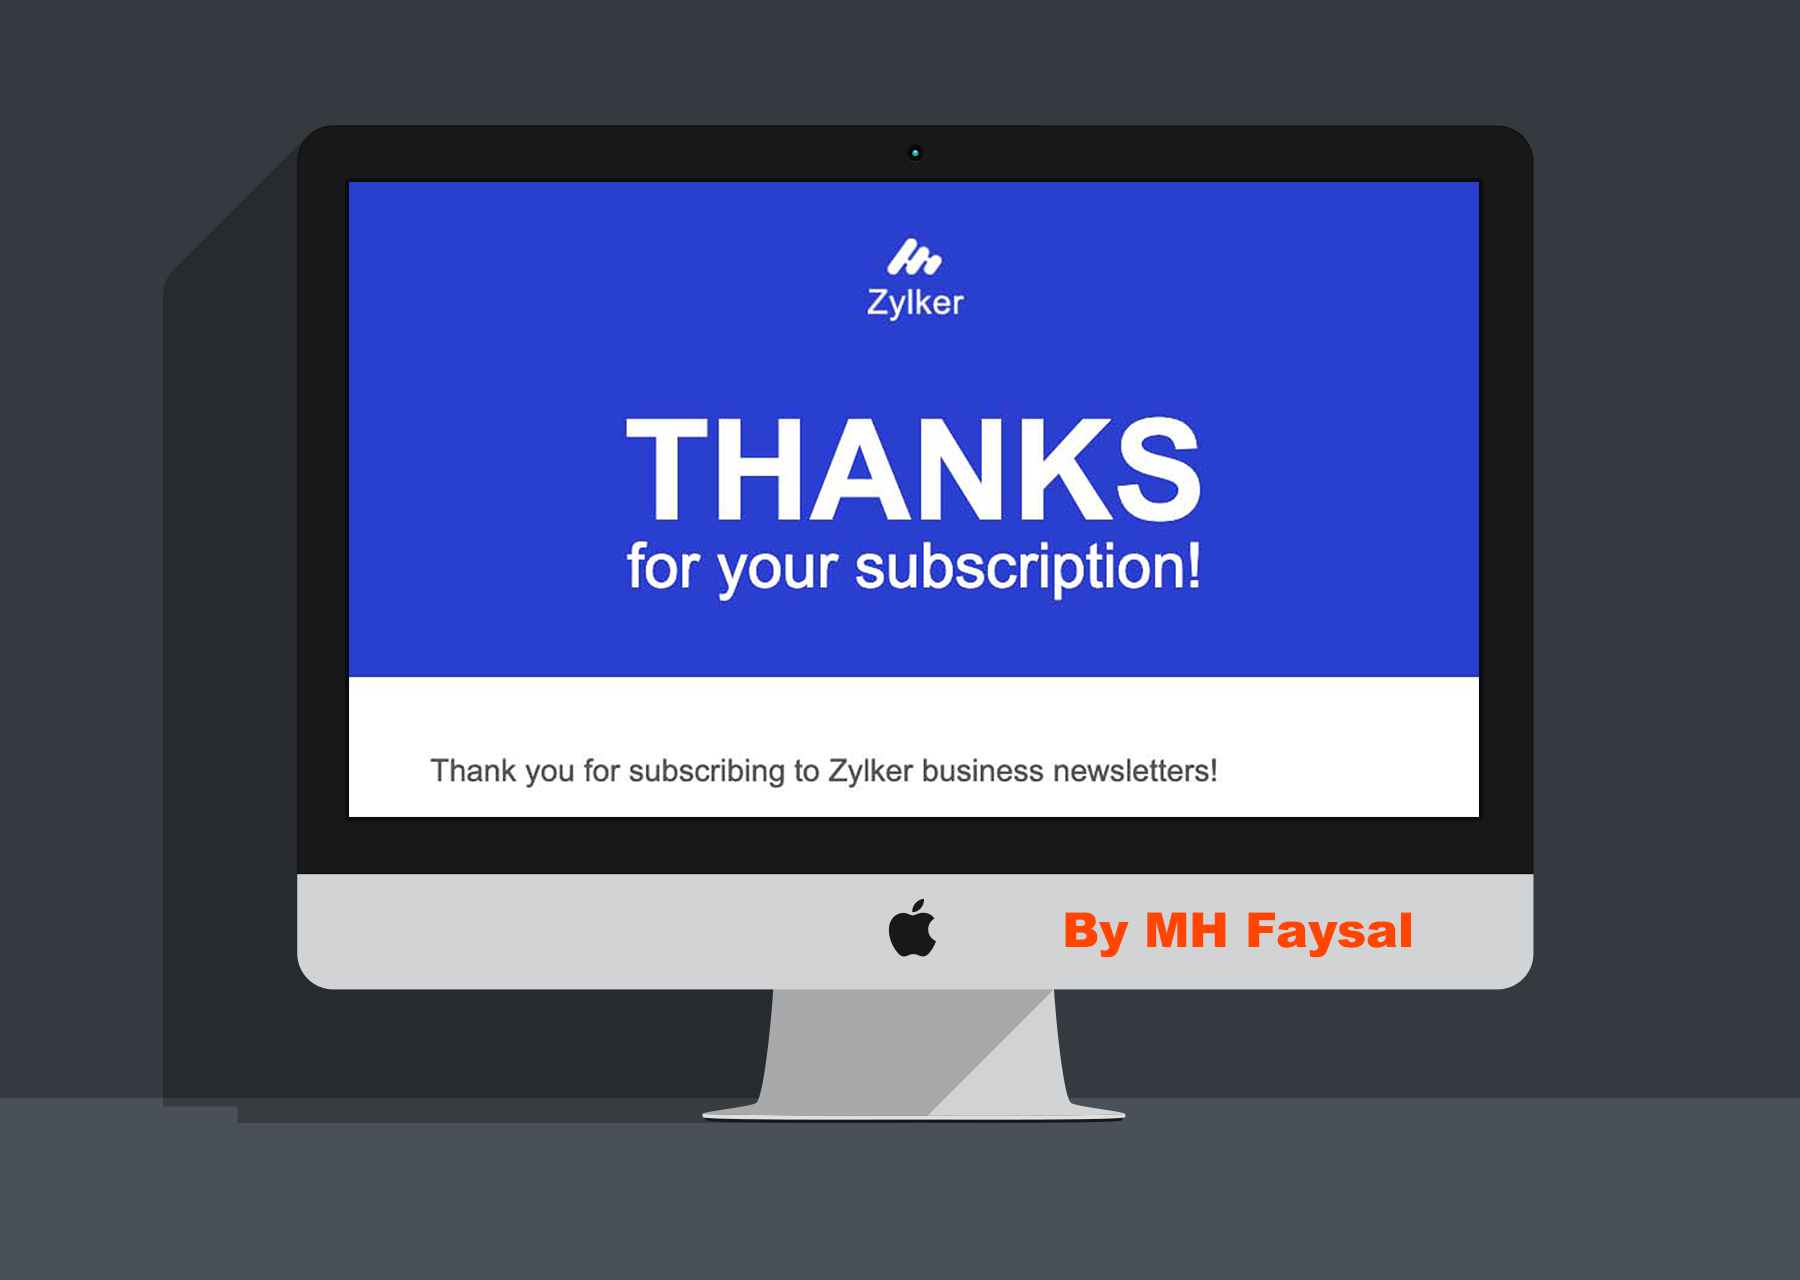 Zylker
THANKS
for your subscription!
Thank you for subscribing to Zylker business newsletters!
By MH Faysal